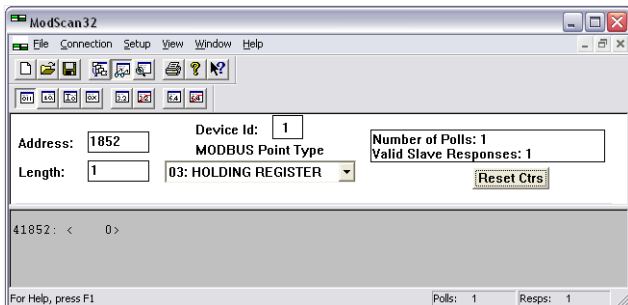 ModScan32
File Connection Setup View Window Help
Address: 1852
Device Id: 1
MODBUS Point Type
Length: 1
03: HOLDING REGISTER
Number of Polls: 1
Valid Slave Responses: 1
Reset Ctrs
41852: <    0>
For Help, press F1
Polls: 1
Resps: 1